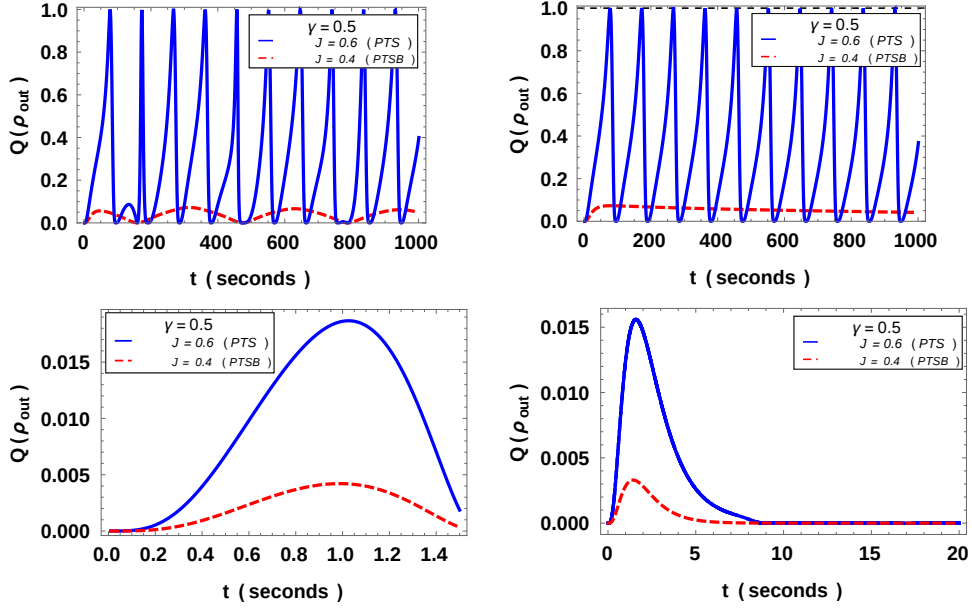 1.0
0.8
0.6
0.4
0.2
0.0
Q ( ρout )
γ = 0.5
J = 0.6 ( PTS )
J = 0.4 ( PTSB )
0 200 400 600 800 1000
t ( seconds )
1.0
0.8
0.6
0.4
0.2
0.0
Q ( ρout )
γ = 0.5
J = 0.6 ( PTS )
J = 0.4 ( PTSB )
0 200 400 600 800 1000
t ( seconds )
0.015
0.010
0.005
0.000
Q ( ρout )
γ = 0.5
J = 0.6 ( PTS )
J = 0.4 ( PTSB )
0.0 0.2 0.4 0.6 0.8 1.0 1.2 1.4
t ( seconds )
0.015
0.010
0.005
0.000
Q ( ρout )
γ = 0.5
J = 0.6 ( PTS )
J = 0.4 ( PTSB )
0 5 10 15 20
t ( seconds )